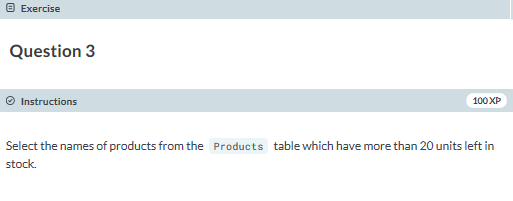 Exercise
Question 3
Instructions
100 XP
Select the names of products from the Products table which have more than 20 units left in
stock.